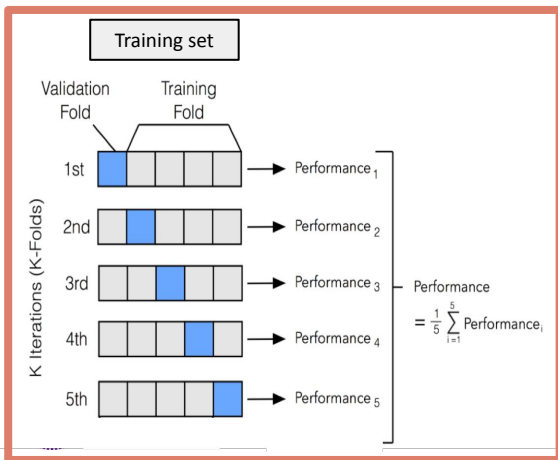 Training set
Validation Fold
Training Fold
K Iterations (K-Folds)
1st
Performance₁
2nd
Performance₂
3rd
Performance₃
4th
Performance₄
5th
Performance₅
Performance
= 1/5 5 ∑ i=1 Performanceᵢ